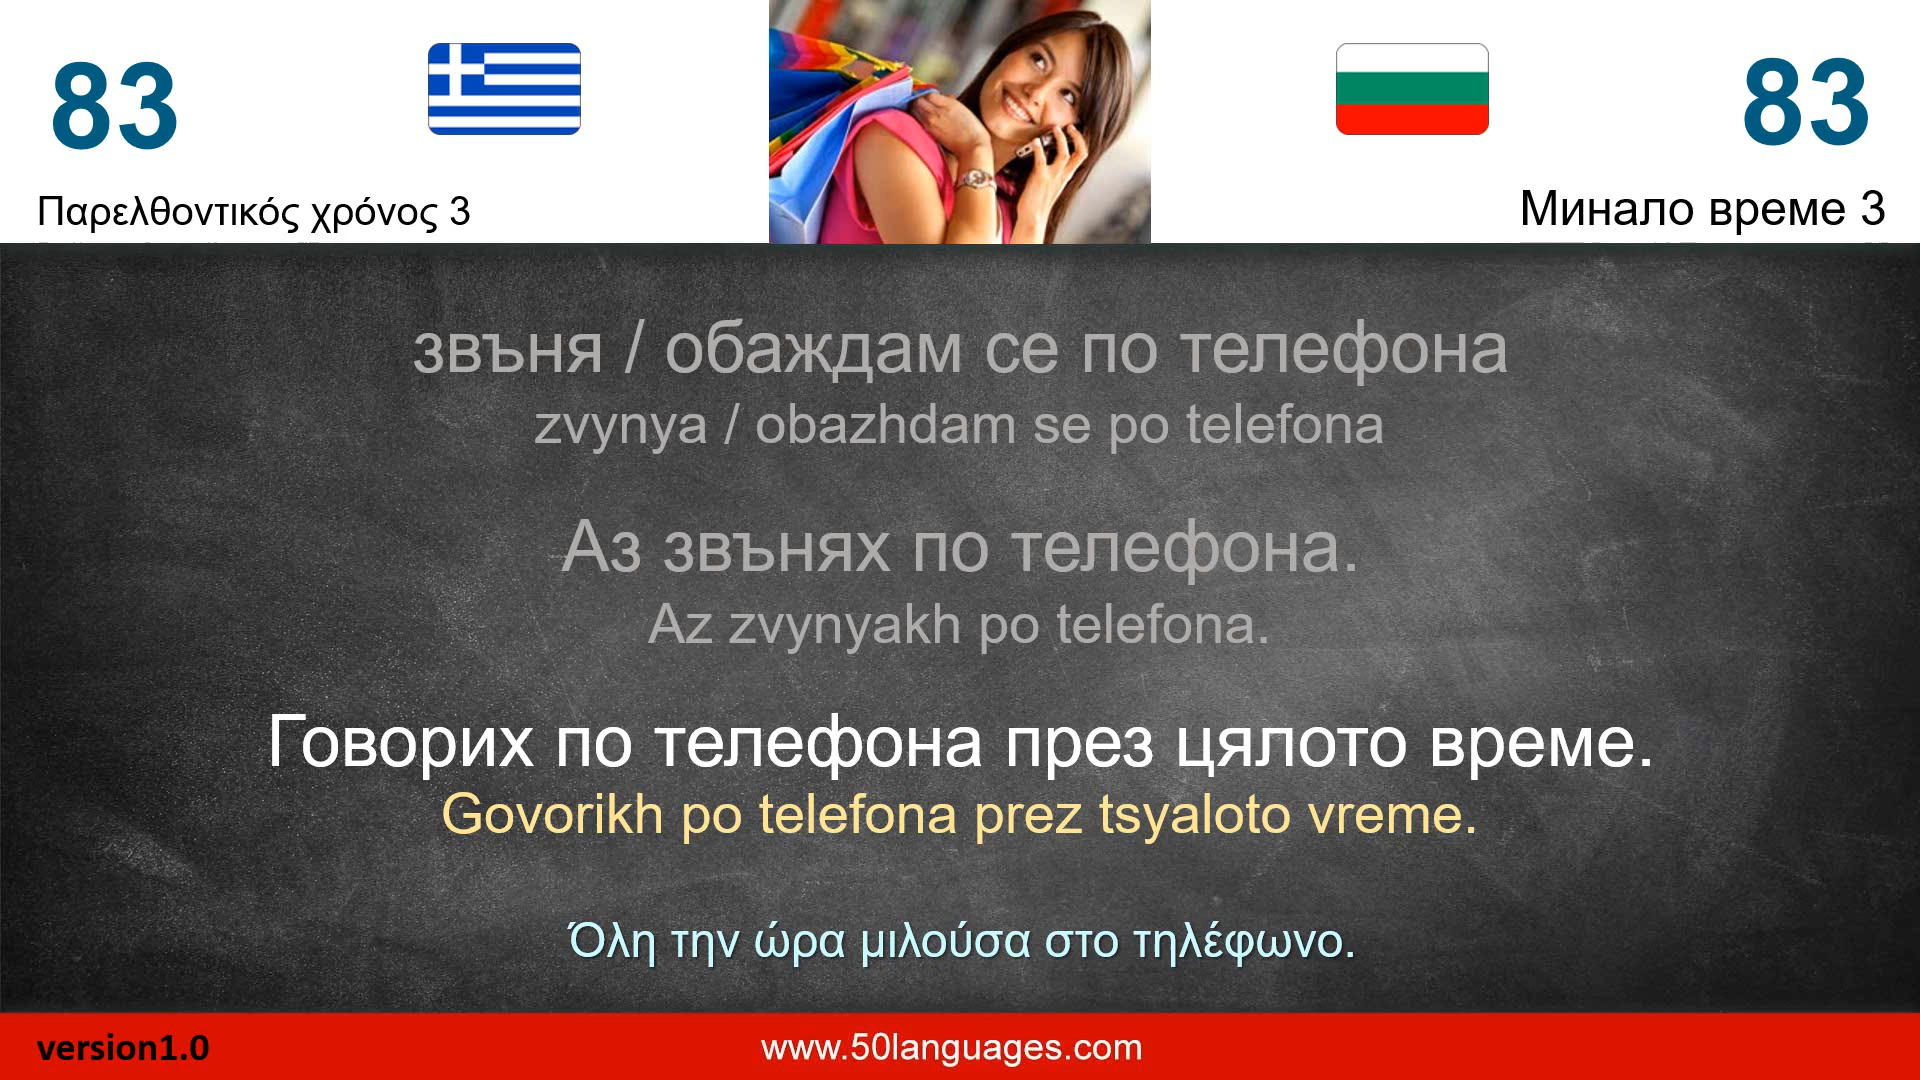 83
83
Παρελθοντικός χρόνος 3
Минало време 3
звъня / обаждам се по телефона
zvynya / obazhdam se po telefona
Аз звънях по телефона.
Az zvynyakh po telefona.
Говорих по телефона през цялото време.
Govorikh po telefona prez tsyaloto vreme.
Όλη την ώρα μιλούσα στο τηλέφωνο.
version1.0
www.50languages.com